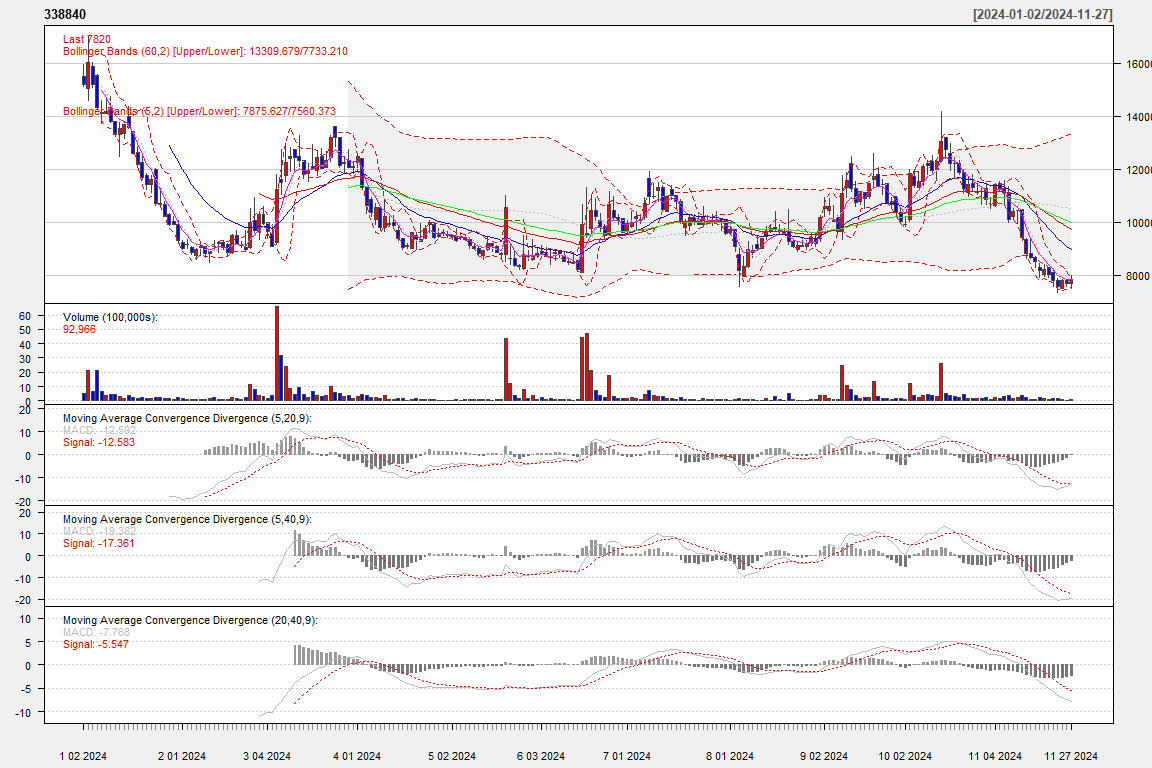 338840
[2024-01-02/2024-11-27]
Last 7820
Bollinger Bands (60,2) [Upper/Lower]: 13309.679/7733.210
Bollinger Bands (5,2) [Upper/Lower]: 7875.627/7560.373
16000
14000
12000
10000
8000
Volume (100,000s):
92,966
60
50
40
30
20
10
0
Moving Average Convergence Divergence (5,20,9):
MACD: -12.592
Signal: -12.583
20
10
0
-10
-20
Moving Average Convergence Divergence (5,40,9):
MACD: -19.382
Signal: -17.361
20
10
0
-10
-20
Moving Average Convergence Divergence (20,40,9):
MACD: -7.768
Signal: -5.547
10
5
0
-5
-10
1 02 2024 2 01 2024 3 04 2024 4 01 2024 5 02 2024 6 03 2024 7 01 2024 8 01 2024 9 02 2024 10 02 2024 11 04 2024 11 27 2024